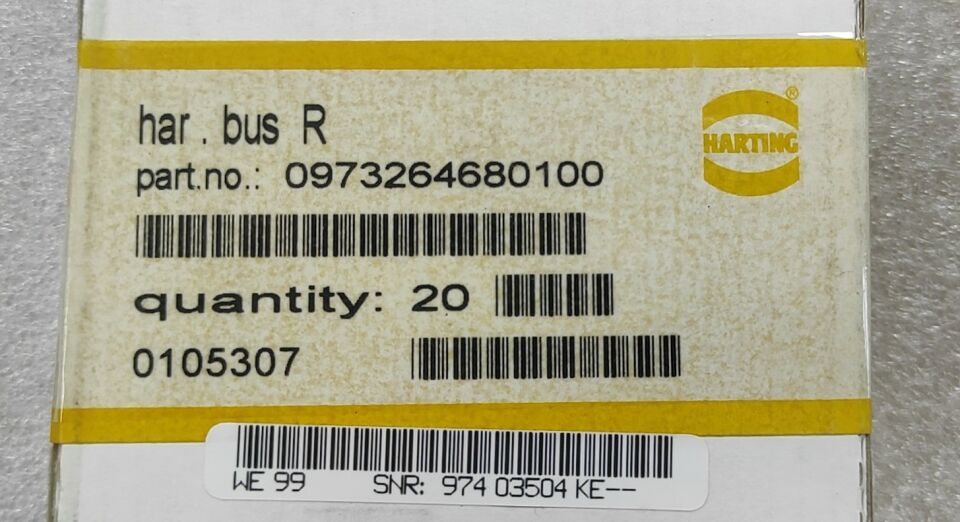 har . bus R
part.no.: 0973264680100
HARTING®
quantity: 20
0105307
WE 99 SNR: 974 03504 KE--